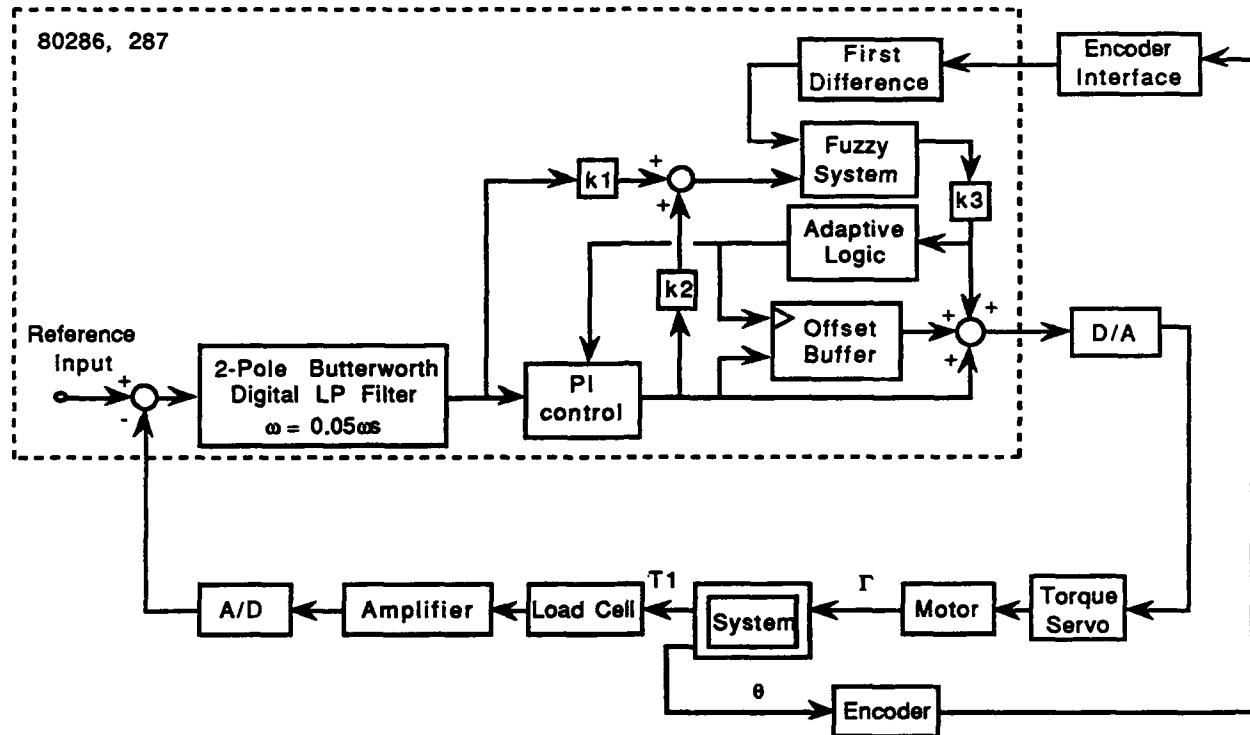 80286, 287
First
Difference
Encoder
Interface
Fuzzy
System
k1
+
+
k3
Adaptive
Logic
k2
Offset
Buffer
+
+
+
+
D/A
Reference
Input
+
-
2-Pole Butterworth
Digital LP Filter
ω = 0.05ωs
PI
control
A/D
Amplifier
Load Cell
T1
System
Γ
Motor
Torque
Servo
θ
Encoder